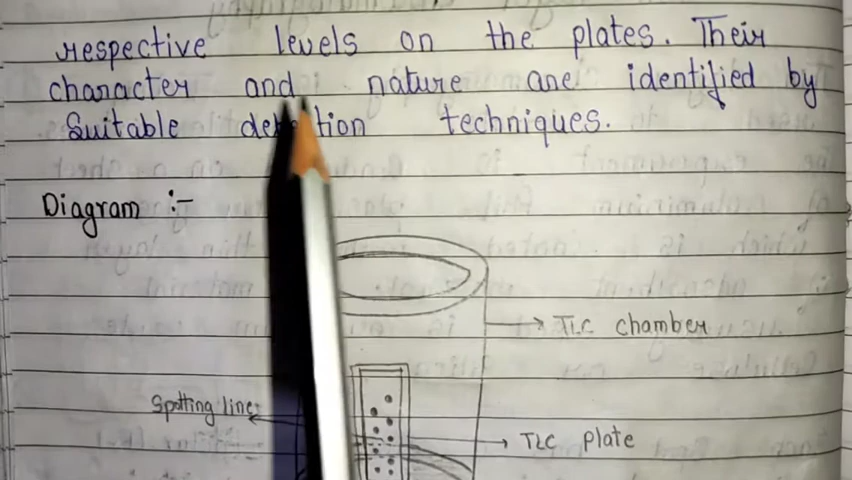 respective levels on the plates. Their
character and nature are identified by
Suitable detection techniques.
Diagram :-
TLC chamber
Spotting line
TLC plate